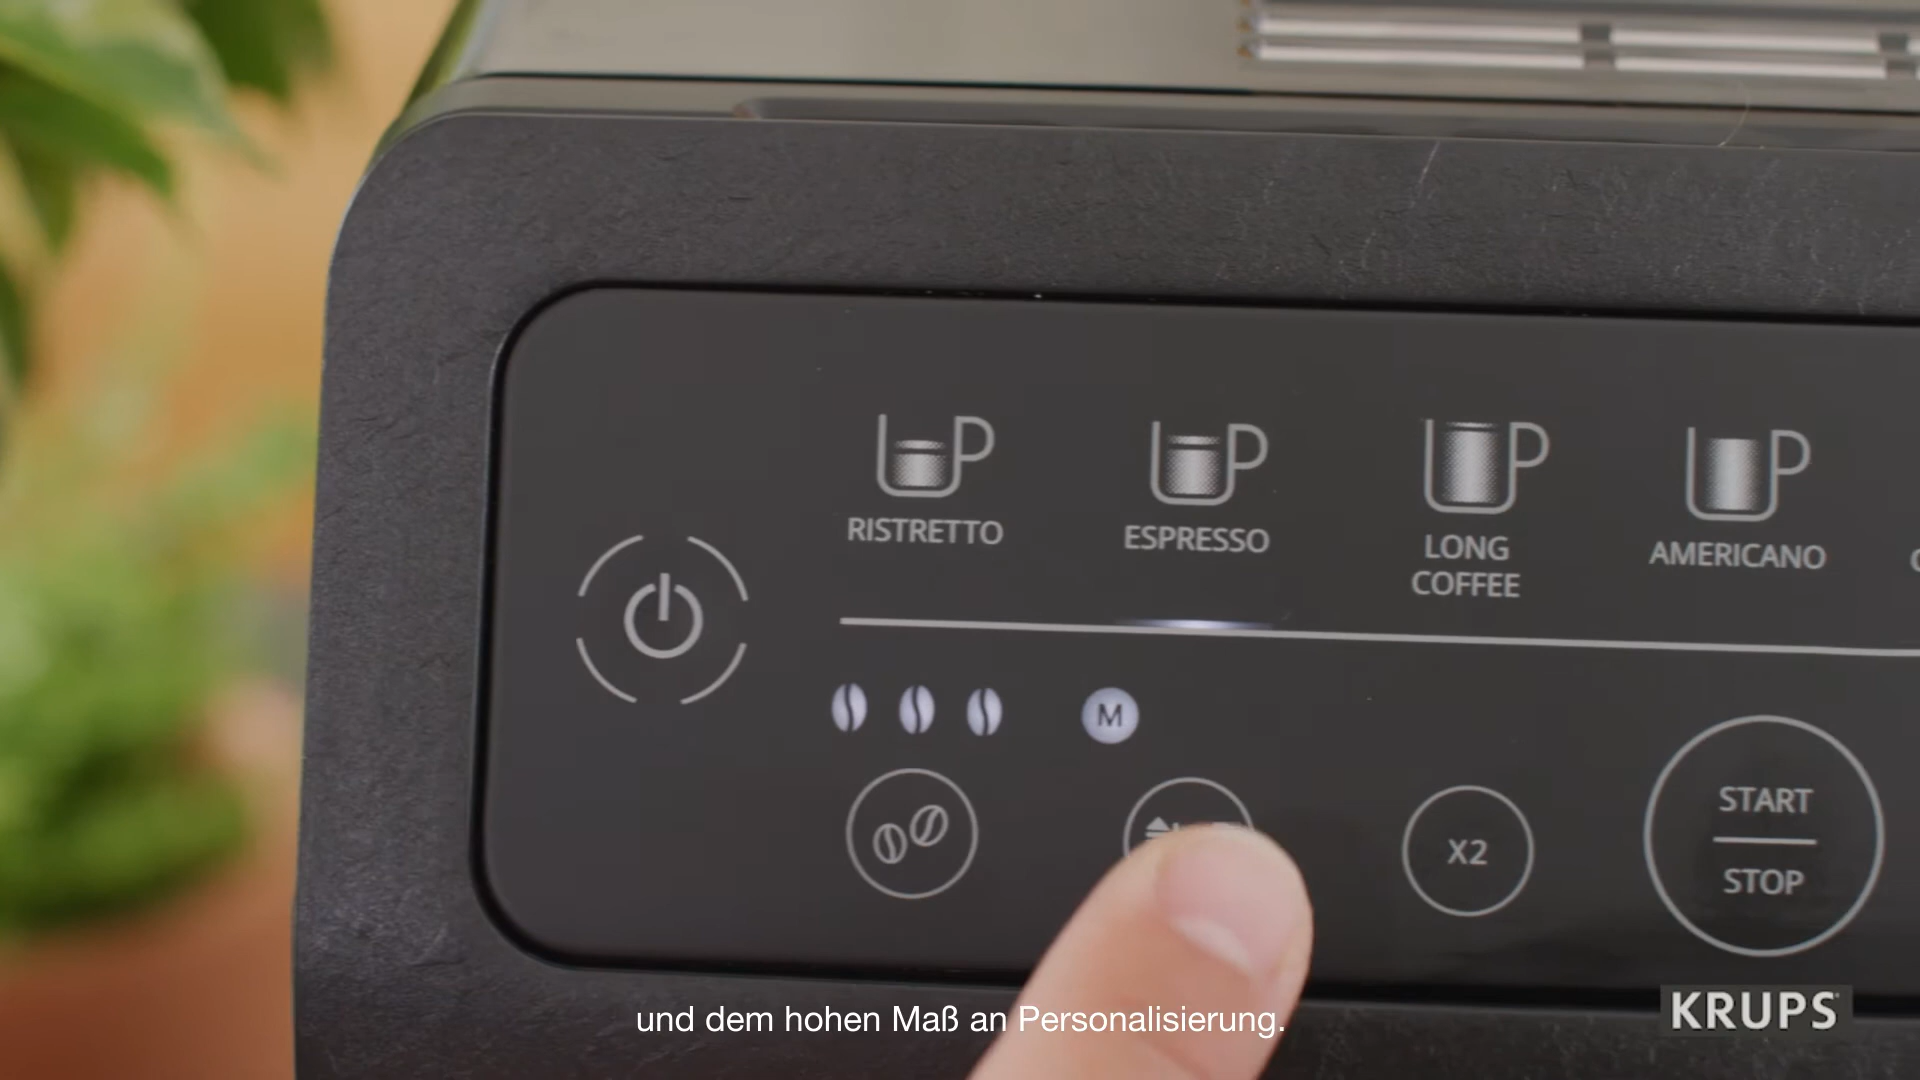 RISTRETTO
ESPRESSO
LONG
COFFEE
AMERICANO
M
X2
START
STOP
und dem hohen Maß an Personalisierung.
KRUPS